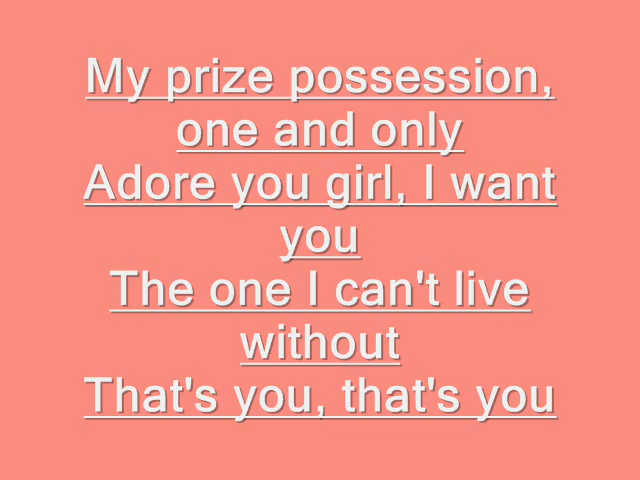 My prize possession,
one and only
Adore you girl, I want
you
The one I can't live
without
That's you, that's you